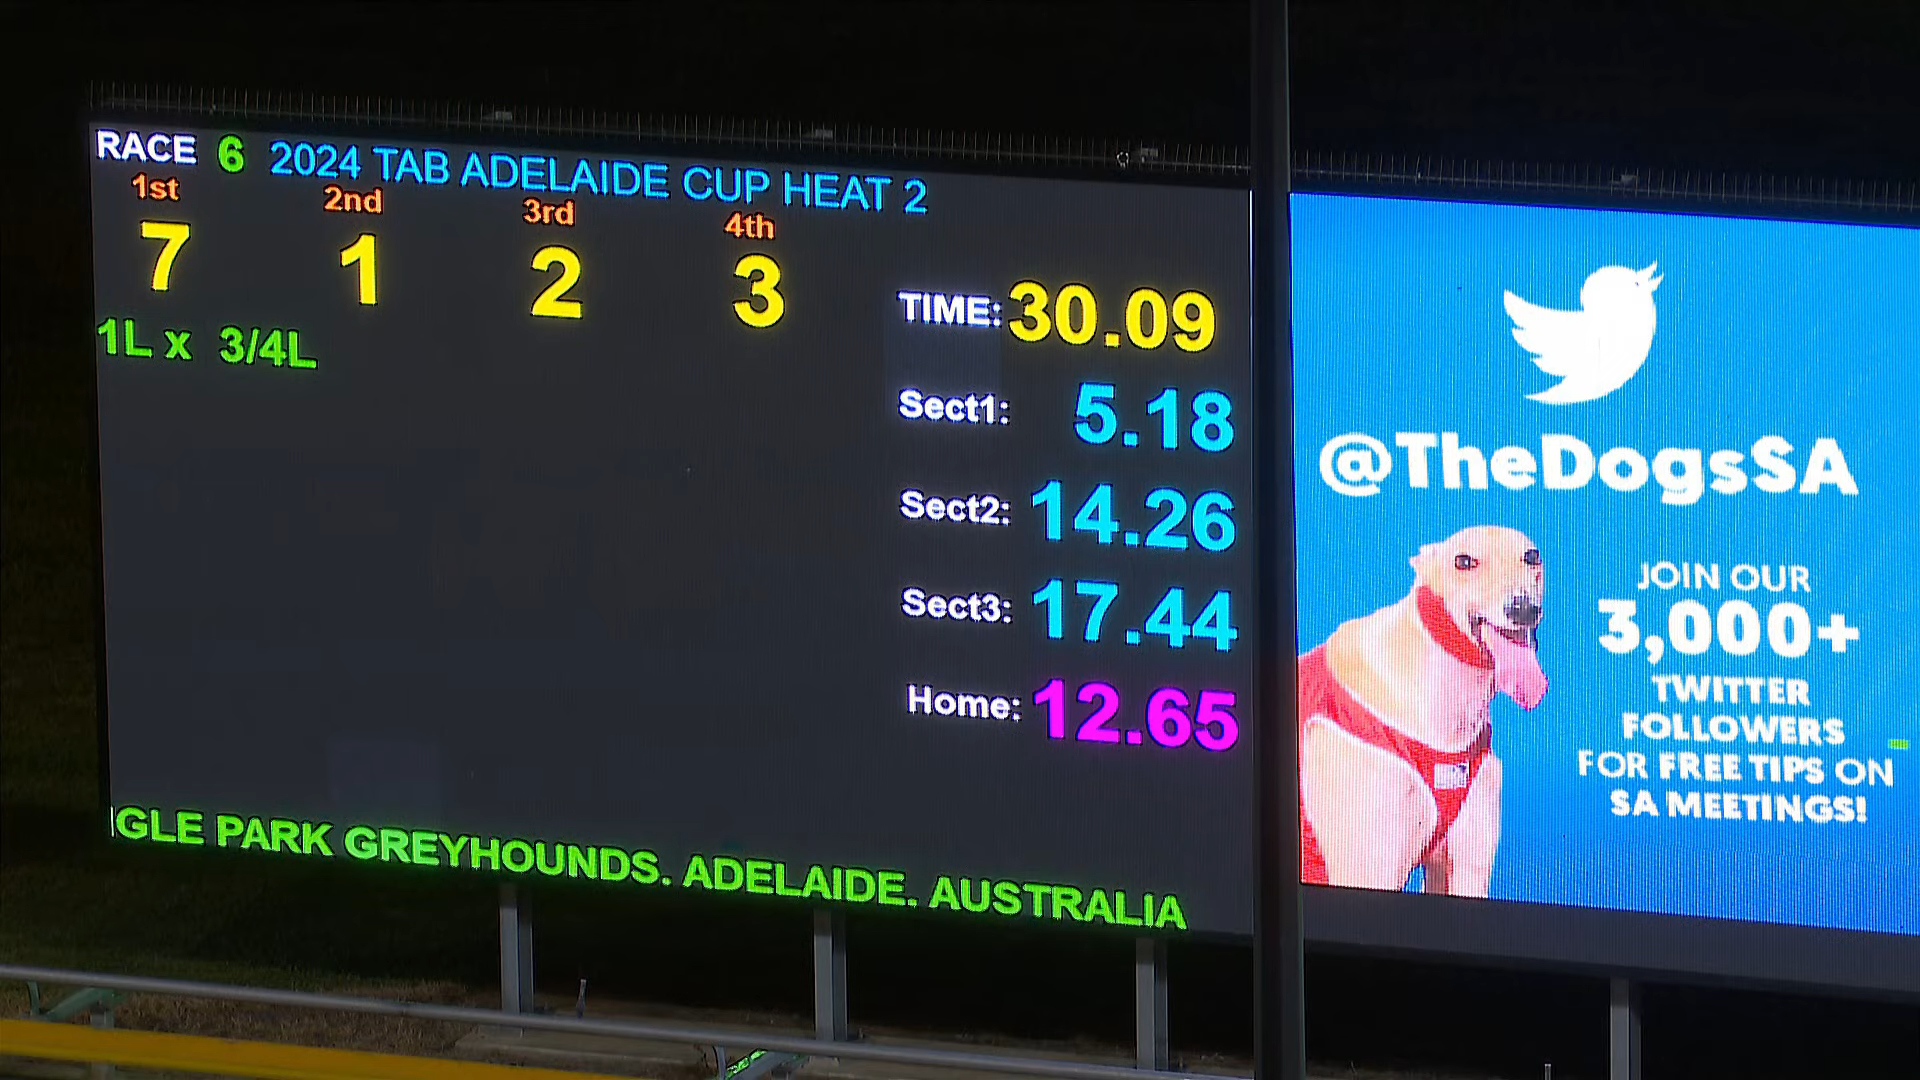 RACE 6 2024 TAB ADELAIDE CUP HEAT 2
1st 2nd 3rd 4th
7 1 2 3
1L x 3/4L
TIME: 30.09
Sect1: 5.18
Sect2: 14.26
Sect3: 17.44
Home: 12.65
GLE PARK GREYHOUNDS. ADELAIDE. AUSTRALIA
@TheDogsSA
JOIN OUR
3,000+
TWITTER
FOLLOWERS
FOR FREE TIPS ON
SA MEETINGS!